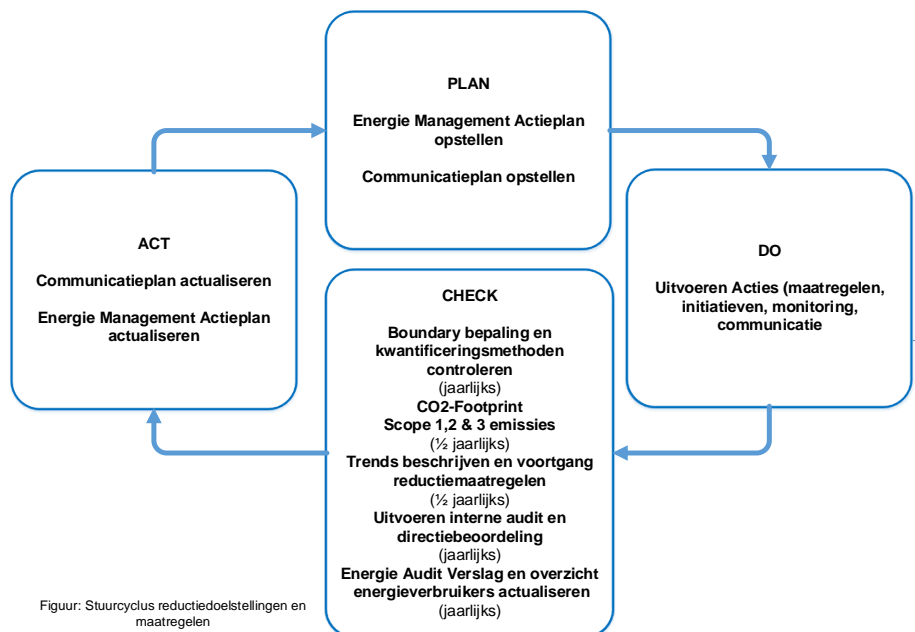 PLAN
Energie Management Actieplan
opstellen
Communicatieplan opstellen
DO
Uitvoeren Acties (maatregelen,
initiatieven, monitoring,
communicatie
CHECK
Boundary bepaling en
kwantificeringsmethoden
controleren
(jaarlijks)
CO2-Footprint
Scope 1,2 & 3 emissies
(½ jaarlijks)
Trends beschrijven en voortgang
reductiemaatregelen
(½ jaarlijks)
Uitvoeren interne audit en
directiebeoordeling
(jaarlijks)
Energie Audit Verslag en overzicht
energieverbruikers actualiseren
(jaarlijks)
ACT
Communicatieplan actualiseren
Energie Management Actieplan
actualiseren
Figuur: Stuurcyclus reductiedoelstellingen en
maatregelen